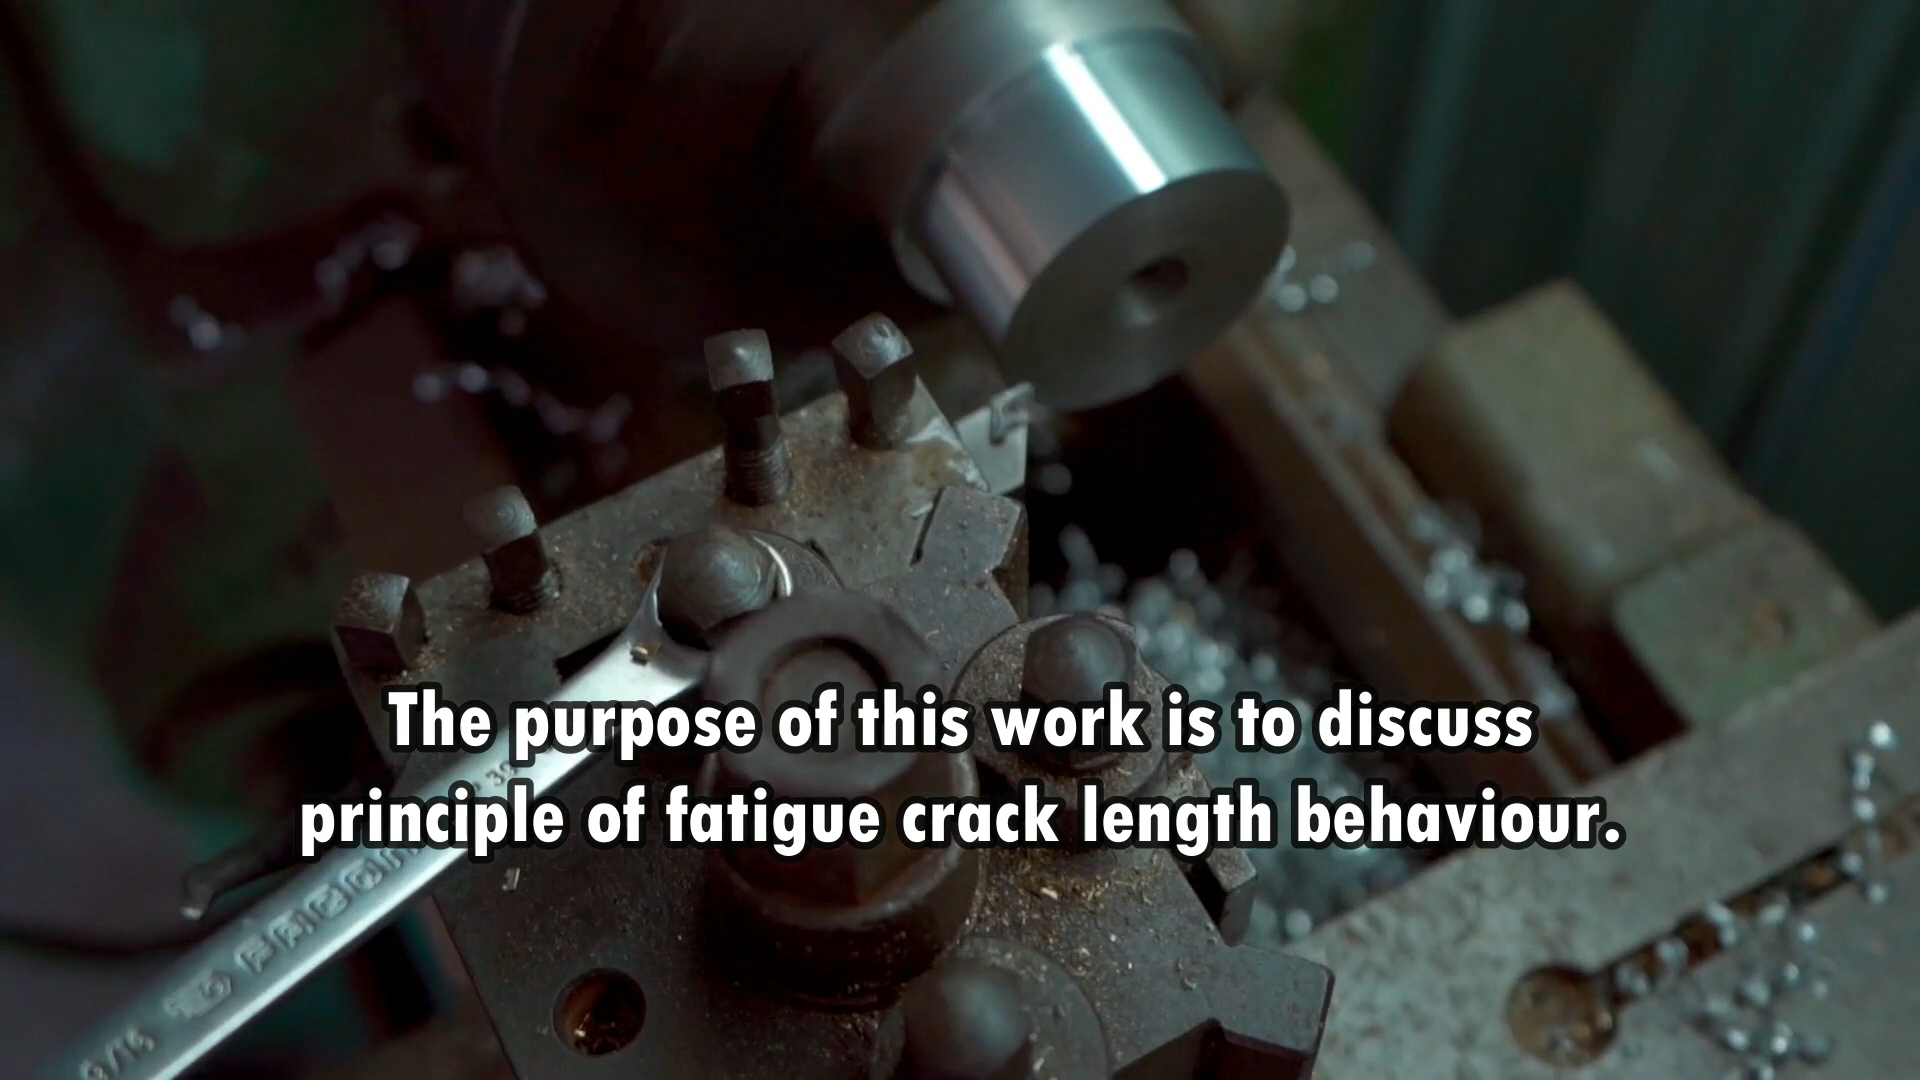 The purpose of this work is to discuss
principle of fatigue crack length behaviour.